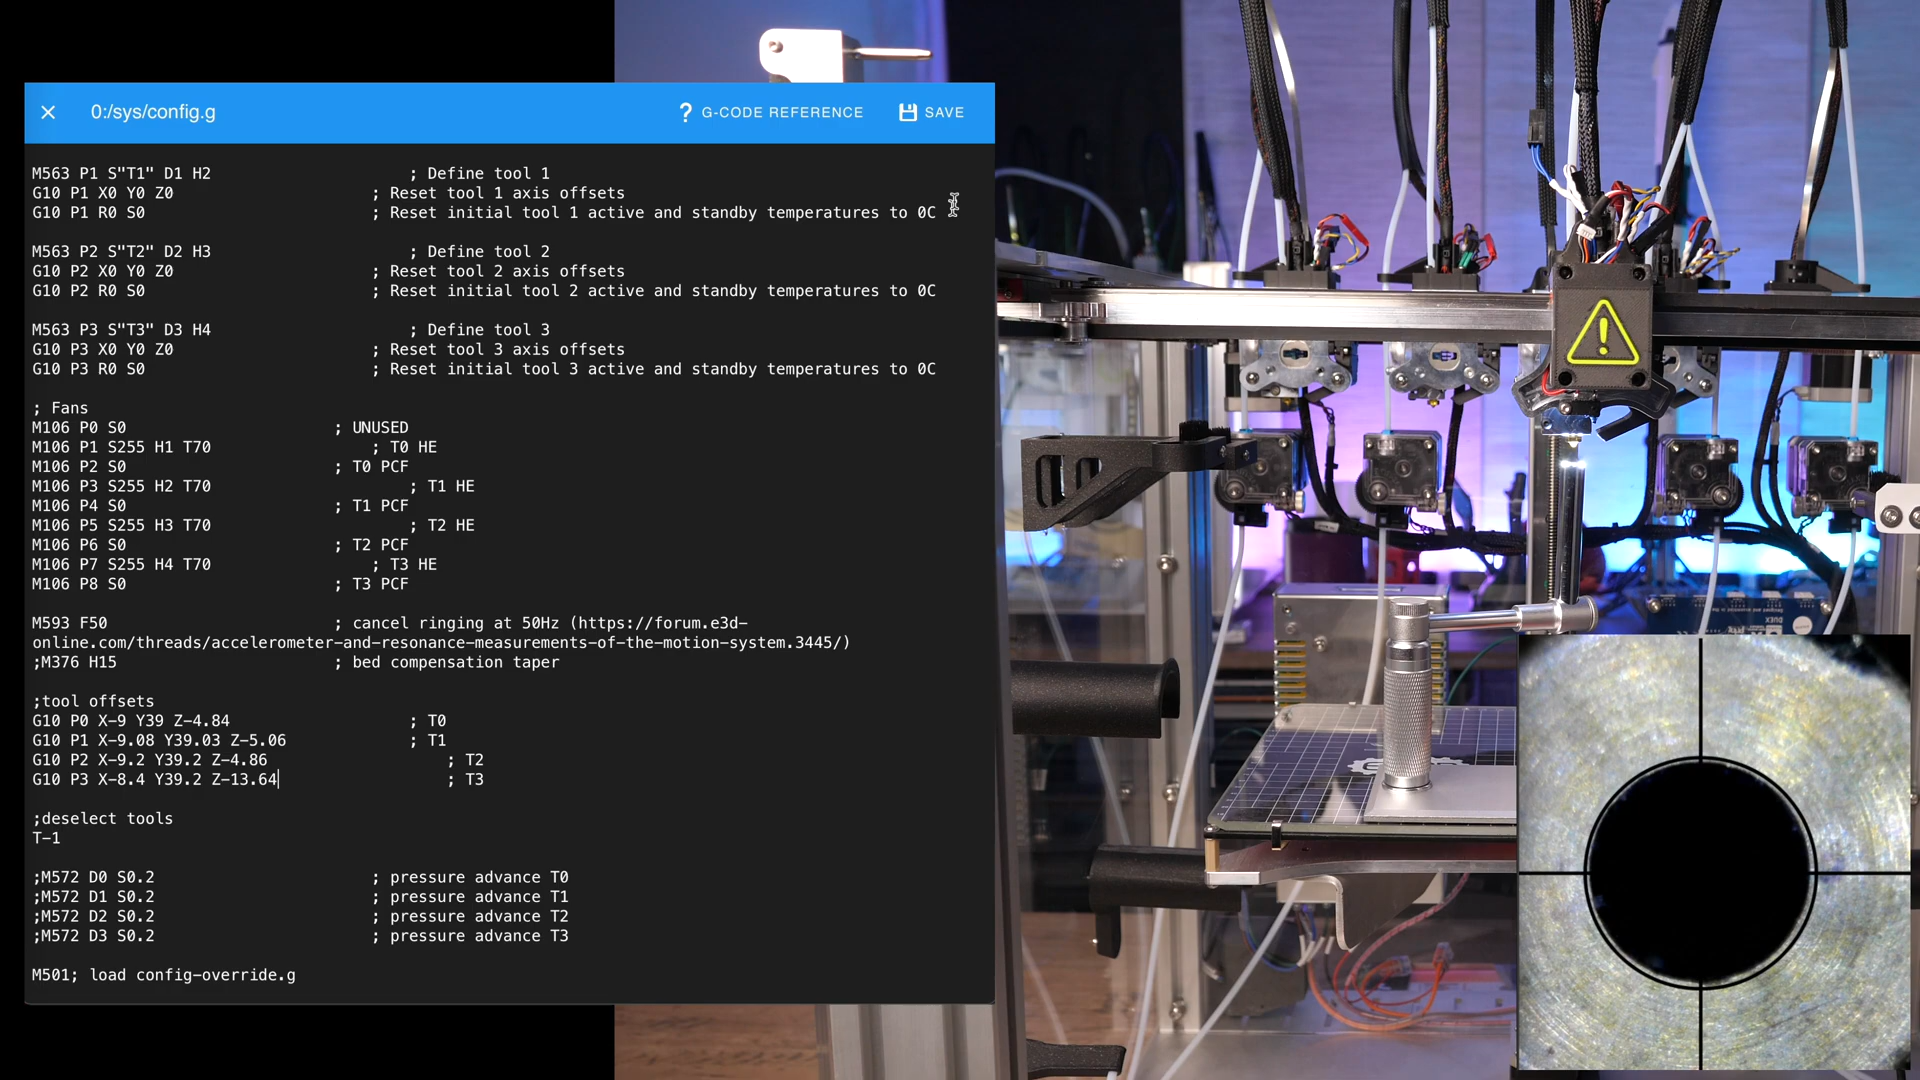 0:/sys/config.g
? G-CODE REFERENCE
SAVE
M563 P1 S"T1" D1 H2 ; Define tool 1
G10 P1 X0 Y0 Z0 ; Reset tool 1 axis offsets
G10 P1 R0 S0 ; Reset initial tool 1 active and standby temperatures to 0C
M563 P2 S"T2" D2 H3 ; Define tool 2
G10 P2 X0 Y0 Z0 ; Reset tool 2 axis offsets
G10 P2 R0 S0 ; Reset initial tool 2 active and standby temperatures to 0C
M563 P3 S"T3" D3 H4 ; Define tool 3
G10 P3 X0 Y0 Z0 ; Reset tool 3 axis offsets
G10 P3 R0 S0 ; Reset initial tool 3 active and standby temperatures to 0C
; Fans
M106 P0 S0 ; UNUSED
M106 P1 S255 H1 T70 ; T0 HE
M106 P2 S0 ; T0 PCF
M106 P3 S255 H2 T70 ; T1 HE
M106 P4 S0 ; T1 PCF
M106 P5 S255 H3 T70 ; T2 HE
M106 P6 S0 ; T2 PCF
M106 P7 S255 H4 T70 ; T3 HE
M106 P8 S0 ; T3 PCF
M593 F50 ; cancel ringing at 50Hz (https://forum.e3d-
online.com/threads/accelerometer-and-resonance-measurements-of-the-motion-system.3445/)
;M376 H15 ; bed compensation taper
;tool offsets
G10 P0 X-9 Y39 Z-4.84 ; T0
G10 P1 X-9.08 Y39.03 Z-5.06 ; T1
G10 P2 X-9.2 Y39.2 Z-4.86 ; T2
G10 P3 X-8.4 Y39.2 Z-13.64 ; T3
;deselect tools
T-1
;M572 D0 S0.2 ; pressure advance T0
;M572 D1 S0.2 ; pressure advance T1
;M572 D2 S0.2 ; pressure advance T2
;M572 D3 S0.2 ; pressure advance T3
M501; load config-override.g